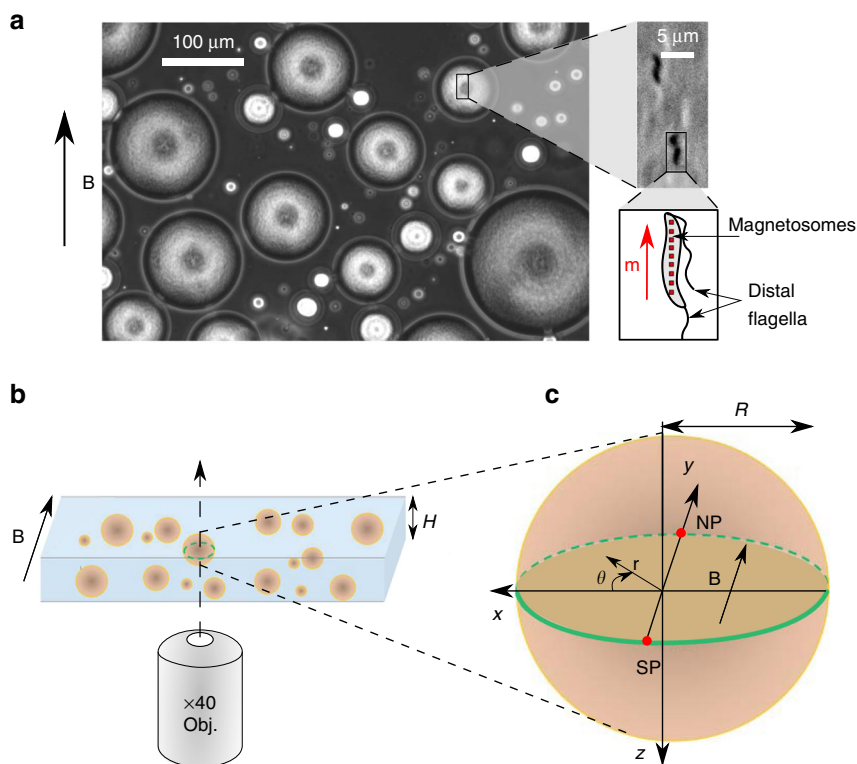 a
100 μm
5 μm
B
m
Magnetosomes
Distal
flagella
b
B
H
×40
Obj.
c
R
y
NP
r
θ
B
x
SP
z